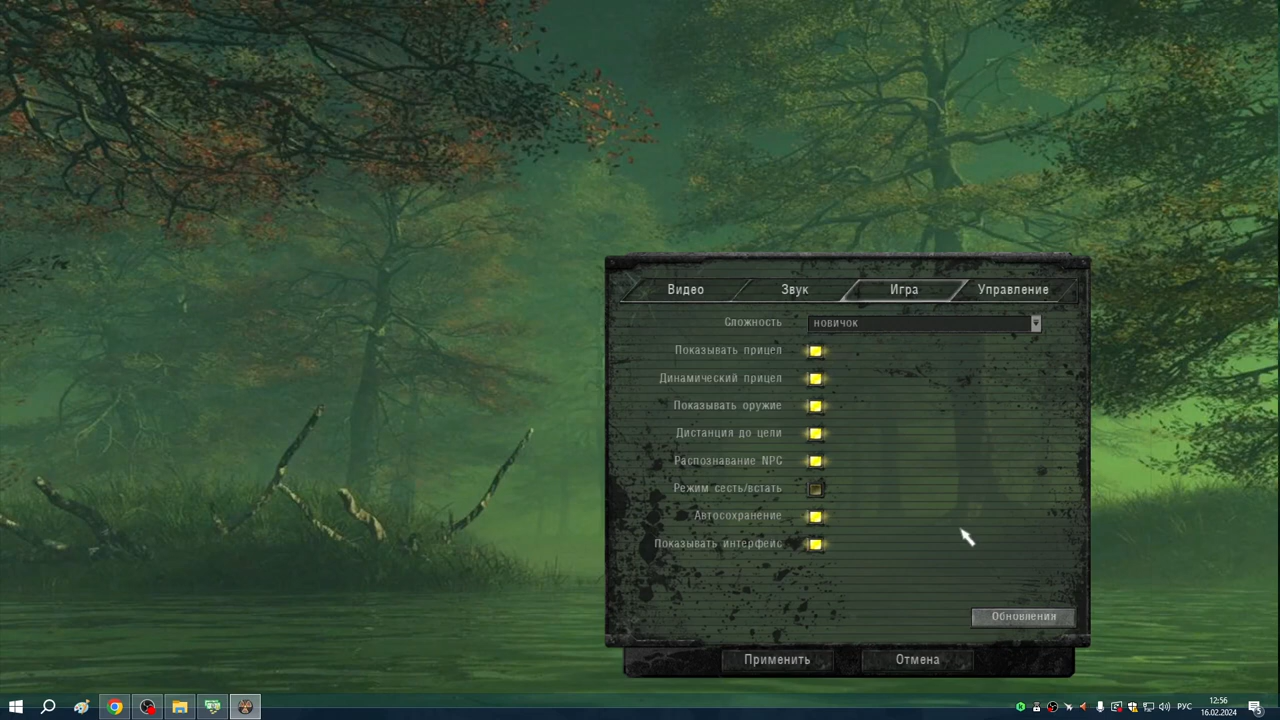 Видео Звук Игра Управление
Сложность новичок
Показывать прицел
Динамический прицел
Показывать оружие
Дистанция до цели
Распознавание NPC
Режим сесть/встать
Автосохранение
Показывать интерфейс
Обновления
Применить Отмена
12:56
РУС
16.02.2024